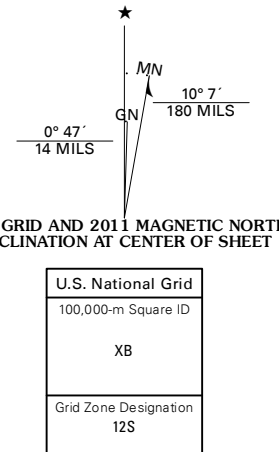 MN
GN
10° 7´
180 MILS
0° 47´
14 MILS
GRID AND 2011 MAGNETIC NORTH
CLINATION AT CENTER OF SHEET
U.S. National Grid
100,000-m Square ID
XB
Grid Zone Designation
12S